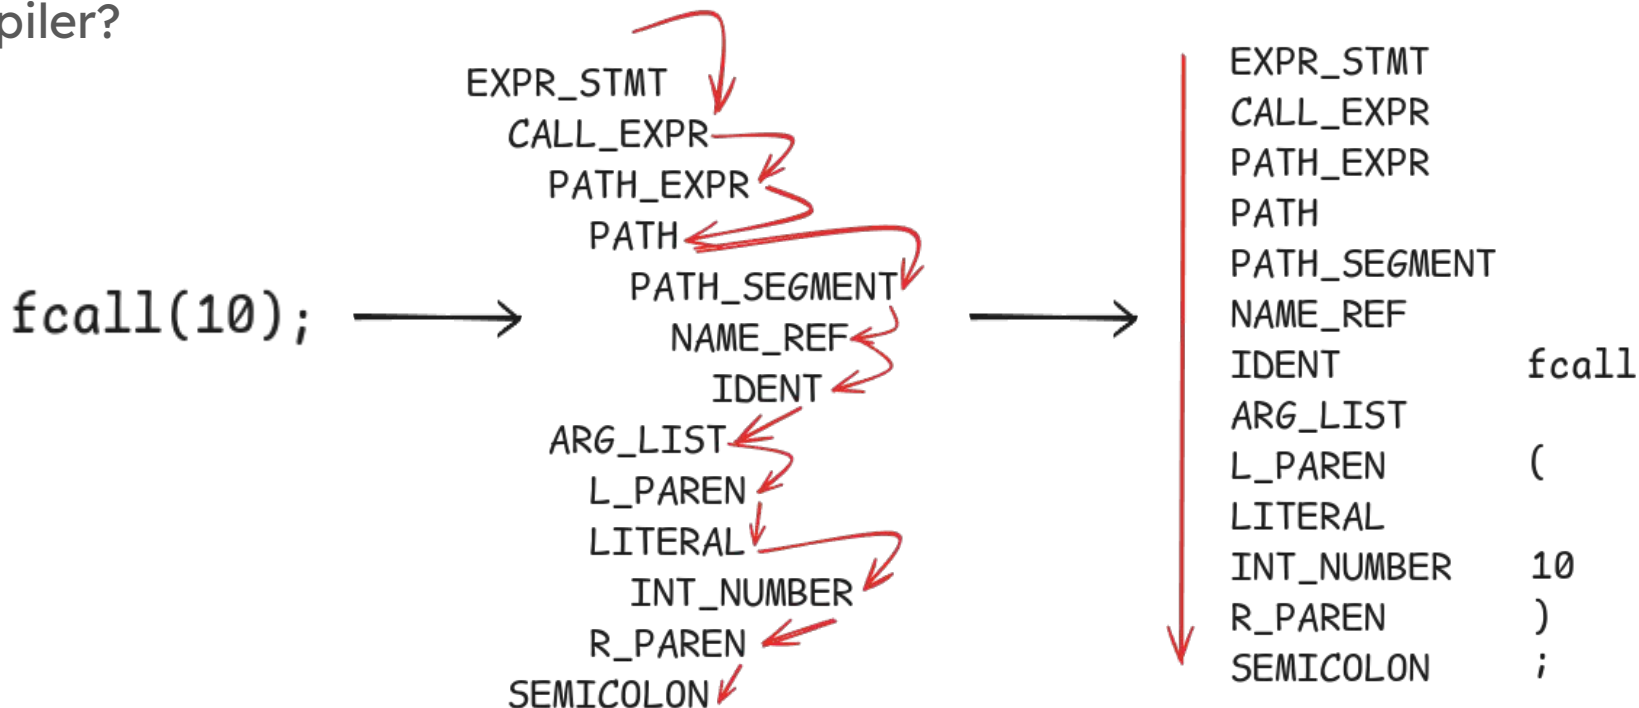 piler?
fcall(10);
EXPR_STMT
CALL_EXPR
PATH_EXPR
PATH
PATH_SEGMENT
NAME_REF
IDENT
ARG_LIST
L_PAREN
LITERAL
INT_NUMBER
R_PAREN
SEMICOLON
EXPR_STMT
CALL_EXPR
PATH_EXPR
PATH
PATH_SEGMENT
NAME_REF
IDENT fcall
ARG_LIST
L_PAREN (
LITERAL
INT_NUMBER 10
R_PAREN )
SEMICOLON ;